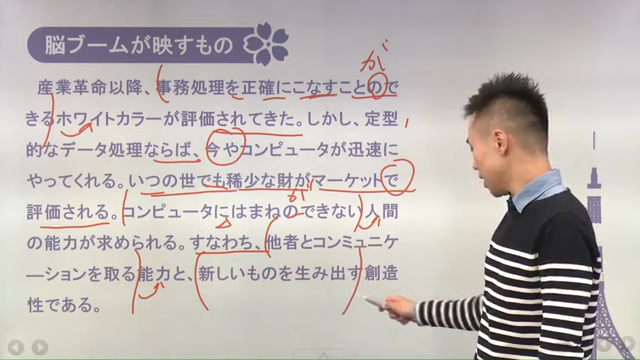 脳ブームが映すもの
が
産業革命以降、事務処理を正確にこなすことので
きるホワイトカラーが評価されてきた。しかし、定型
的なデータ処理ならば、今やコンピュータが迅速に
やってくれる。いつの世でも稀少な財がマーケットで
が
評価される。コンピュータにはまねのできない人間
の能力が求められる。すなわち、他者とコンミュニケ
―ションを取る能力と、新しいものを生み出す創造
性である。